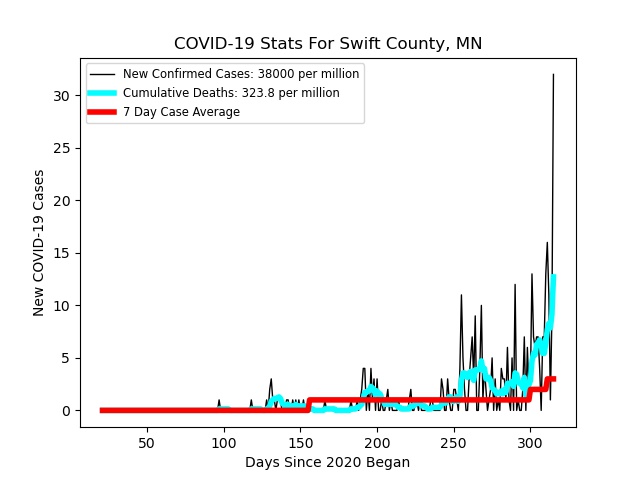 COVID-19 Stats For Swift County, MN
New Confirmed Cases: 38000 per million
Cumulative Deaths: 323.8 per million
7 Day Case Average
New COVID-19 Cases
30
25
20
15
10
5
0
50 100 150 200 250 300
Days Since 2020 Began